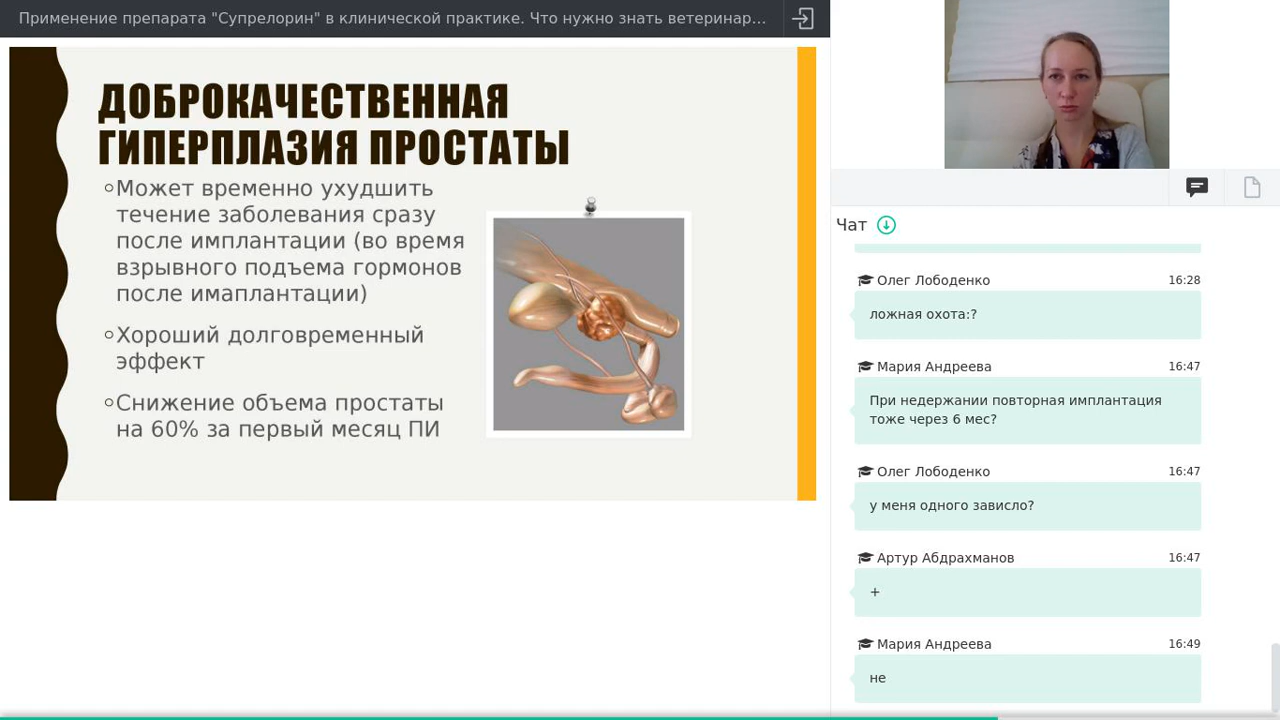 Применение препарата "Супрелорин" в клинической практике. Что нужно знать ветеринар...
ДОБРОКАЧЕСТВЕННАЯ
ГИПЕРПЛАЗИЯ ПРОСТАТЫ
Может временно ухудшить
течение заболевания сразу
после имплантации (во время
взрывного подъема гормонов
после имаплантации)
Хороший долговременный
эффект
Снижение объема простаты
на 60% за первый месяц ПИ
Чат
Олег Лободенко 16:28
ложная охота:?
Мария Андреева 16:47
При недержании повторная имплантация
тоже через 6 мес?
Олег Лободенко 16:47
у меня одного зависло?
Артур Абдрахманов 16:47
+
Мария Андреева 16:49
не